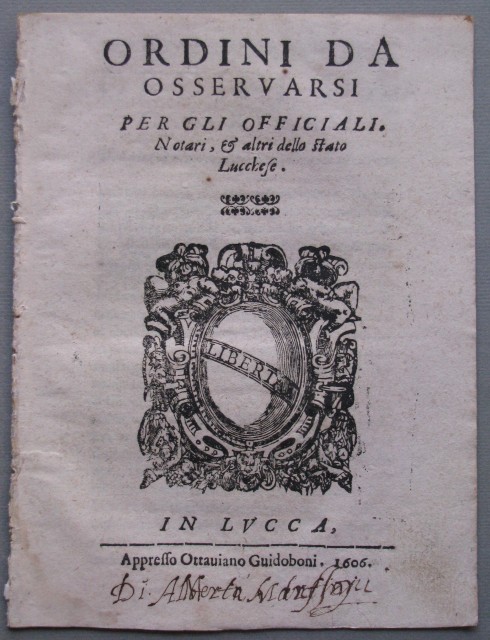 ORDINI DA
OSSERVARSI
PER GLI OFFICIALI.
Notari, & altri dello ſtato
Lucchese.
LIBERTAS
IN LVCCA,
Appreſſo Ottauiano Guidoboni. 1606.
Di Alberto